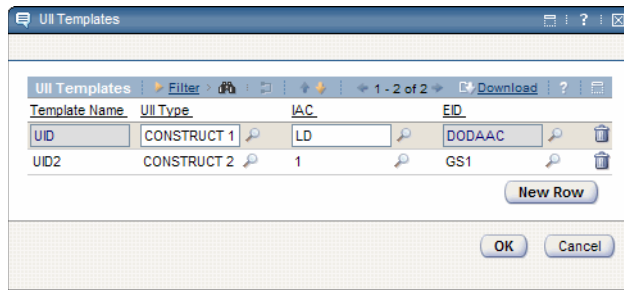 UII Templates
?
UII Templates Filter 1 - 2 of 2 Download ?
Template Name UII Type IAC EID
UID CONSTRUCT 1 LD DODAAC
UID2 CONSTRUCT 2 1 GS1
New Row
OK Cancel